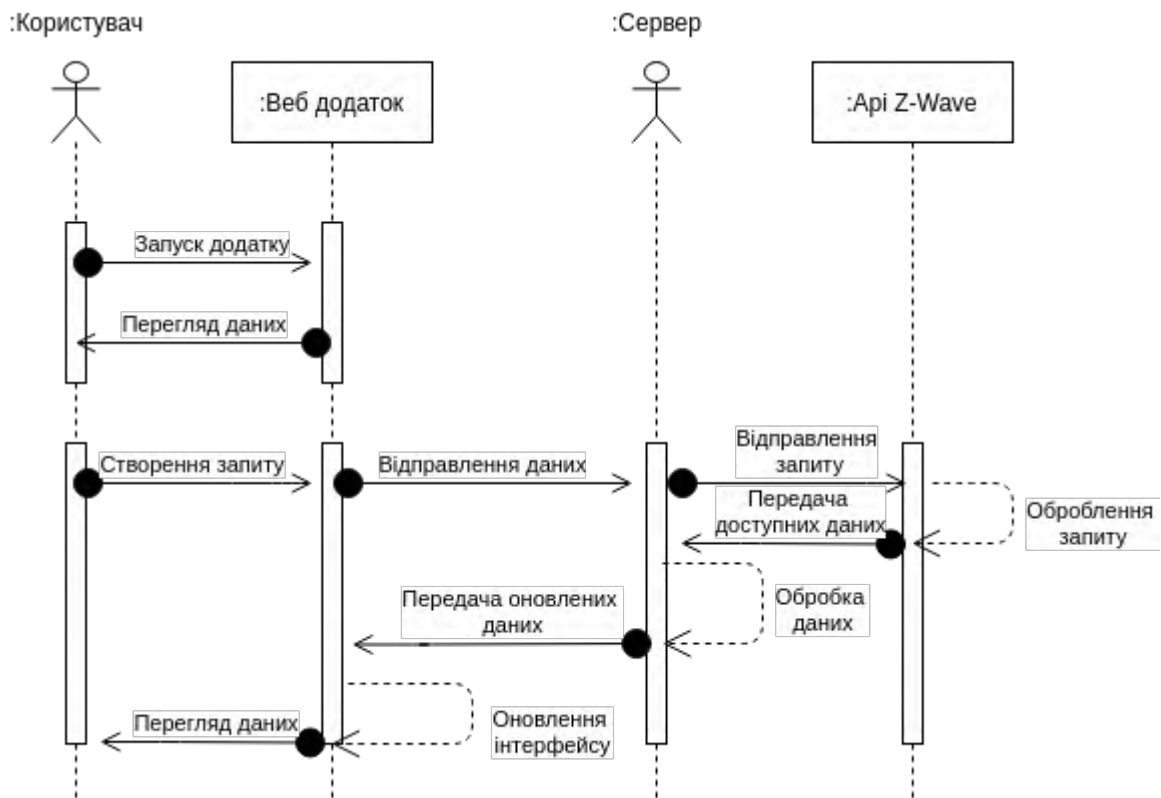 :Користувач
:Сервер
:Веб додаток
:Api Z-Wave
Запуск додатку
Перегляд даних
Створення запиту
Відправлення даних
Відправлення
запиту
Передача
доступних даних
Оброблення
запиту
Передача оновлених
даних
Обробка
даних
Перегляд даних
Оновлення
інтерфейсу